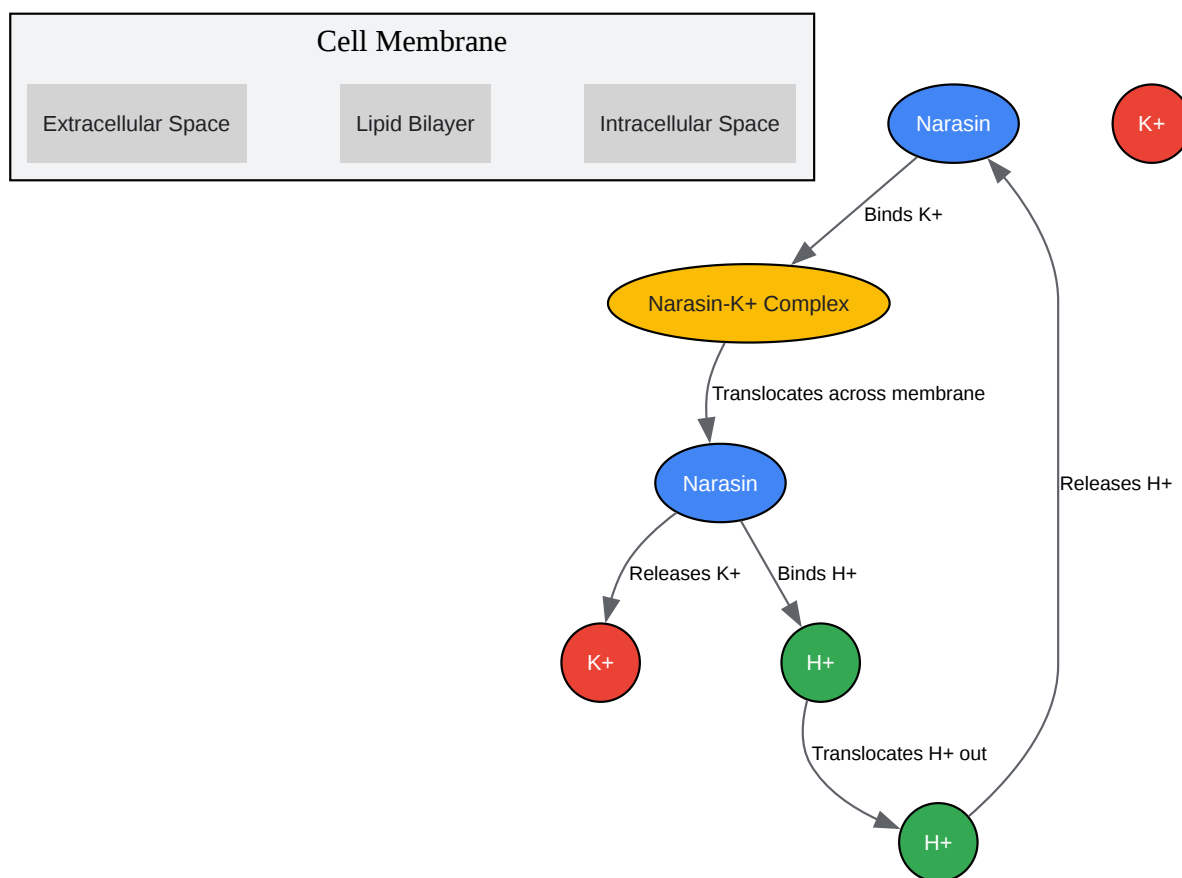 Cell Membrane
Extracellular Space
Lipid Bilayer
Intracellular Space
Narasin
K+
Binds K+
Narasin-K+ Complex
Translocates across membrane
Narasin
Releases H+
Releases K+
Binds H+
K+
H+
Translocates H+ out
H+